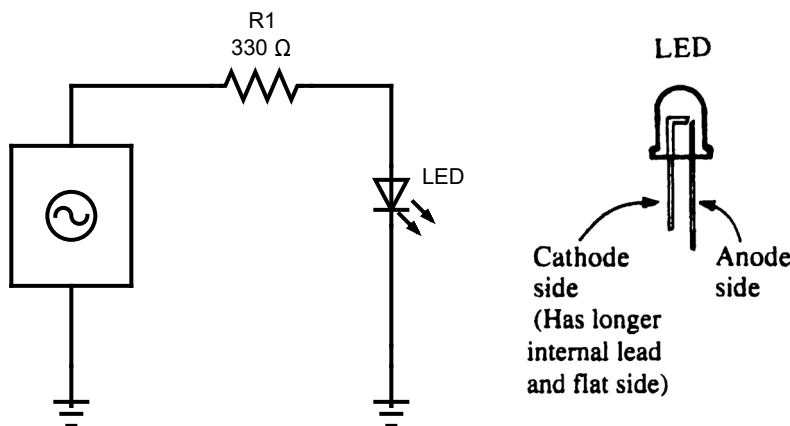 R1
330 Ω
LED
LED
Cathode
side
(Has longer
internal lead
and flat side)
Anode
side